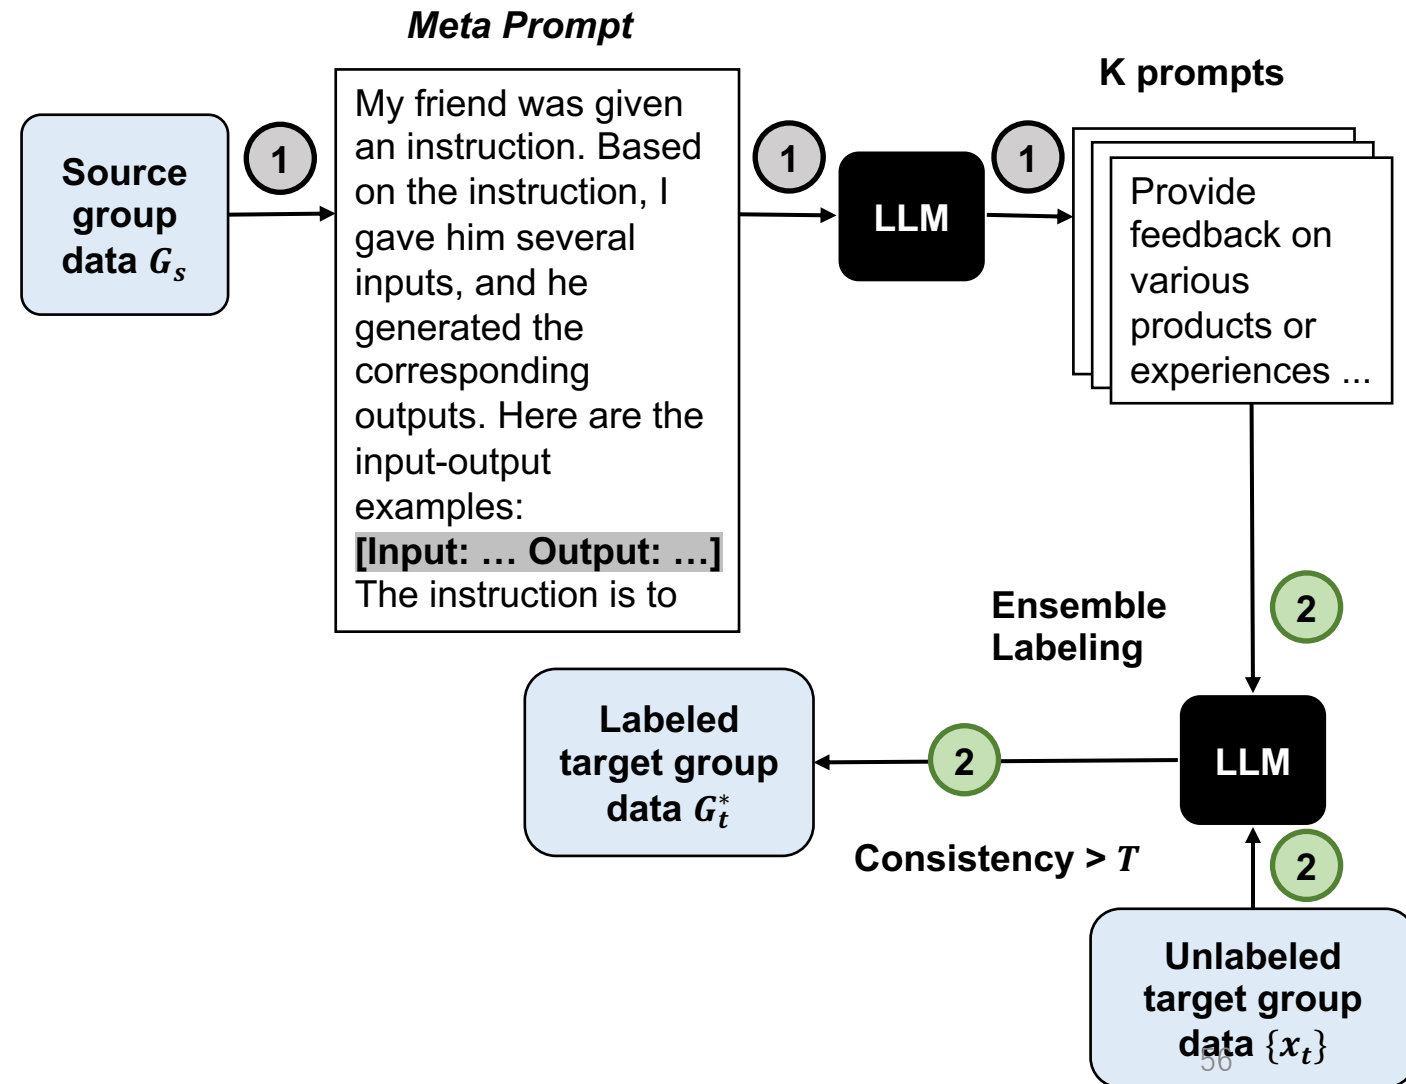 Meta Prompt
K prompts
Source
group
data G_s
1
My friend was given
an instruction. Based
on the instruction, I
gave him several
inputs, and he
generated the
corresponding
outputs. Here are the
input-output
examples:
[Input: … Output: …]
The instruction is to
1
LLM
1
Provide
feedback on
various
products or
experiences ...
2
Ensemble
Labeling
LLM
2
Labeled
target group
data G_t^*
Consistency > T
2
Unlabeled
target group
data {x_t}
56